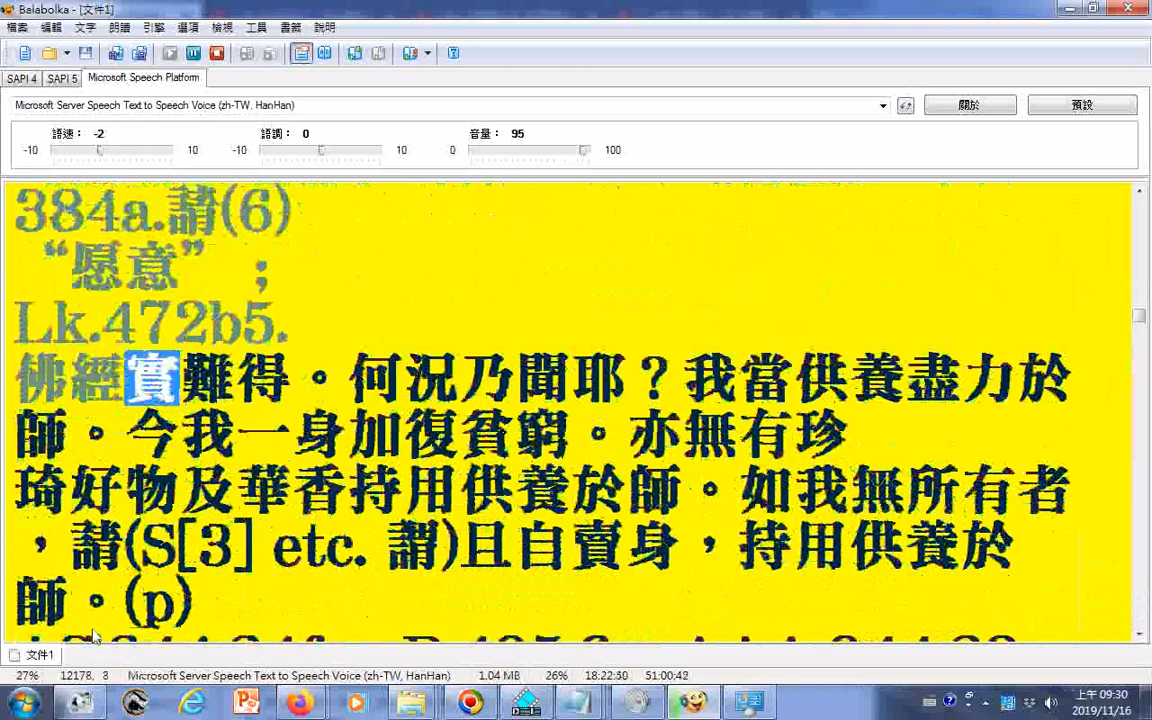 Balabolka - [文件1]
檔案 編輯 文字 朗讀 引擎 選項 檢視 工具 書籤 說明
SAPI 4 SAPI 5 Microsoft Speech Platform
Microsoft Server Speech Text to Speech Voice (zh-TW, HanHan) 關於 預設
語速： -2 語調： 0 音量： 95
-10 10 -10 10 0 100
384a.請(6)
“愿意” ；
Lk.472b5.
佛經實難得。何況乃聞耶？我當供養盡力於
師。今我一身加復貧窮。亦無有珍
琦好物及華香持用供養於師。如我無所有者
，請(S[3] etc. 謂)且自賣身，持用供養於
師。(p)
文件1
27% 12178, 8 Microsoft Server Speech Text to Speech Voice (zh-TW, HanHan) 1.04 MB 26% 18:22:50 51:00:42
上午 09:30
2019/11/16